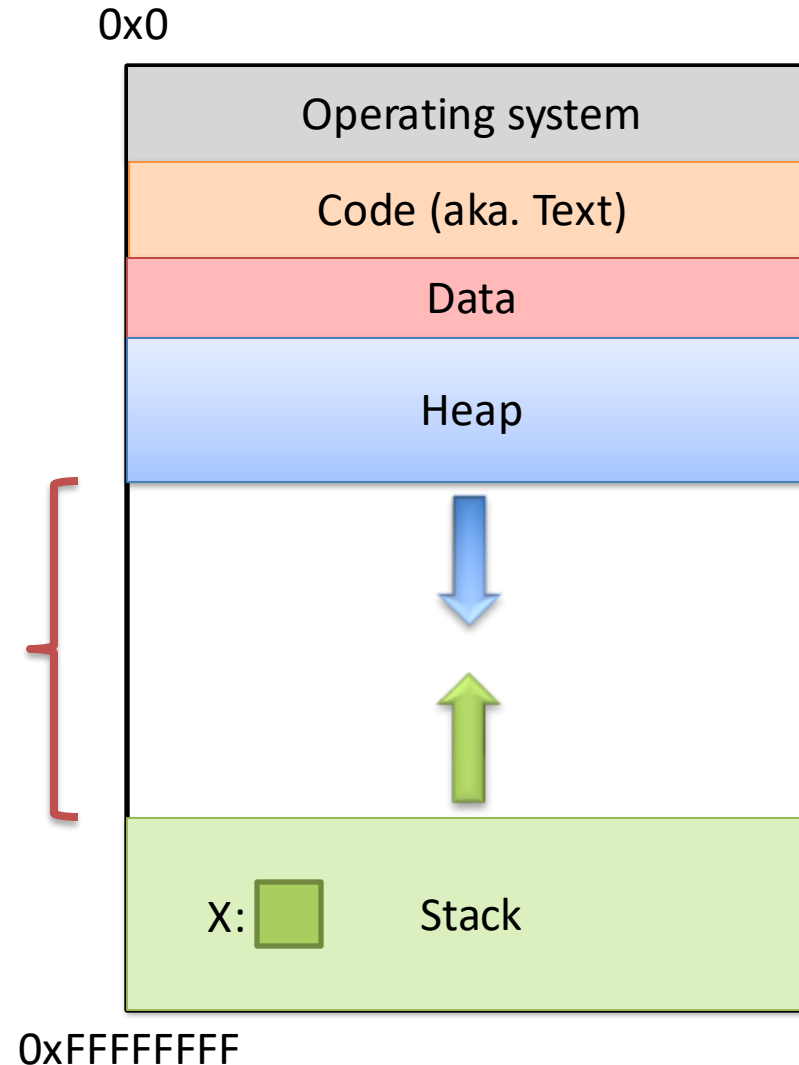 0x0
Operating system
Code (aka. Text)
Data
Heap
X:
Stack
0xFFFFFFFF